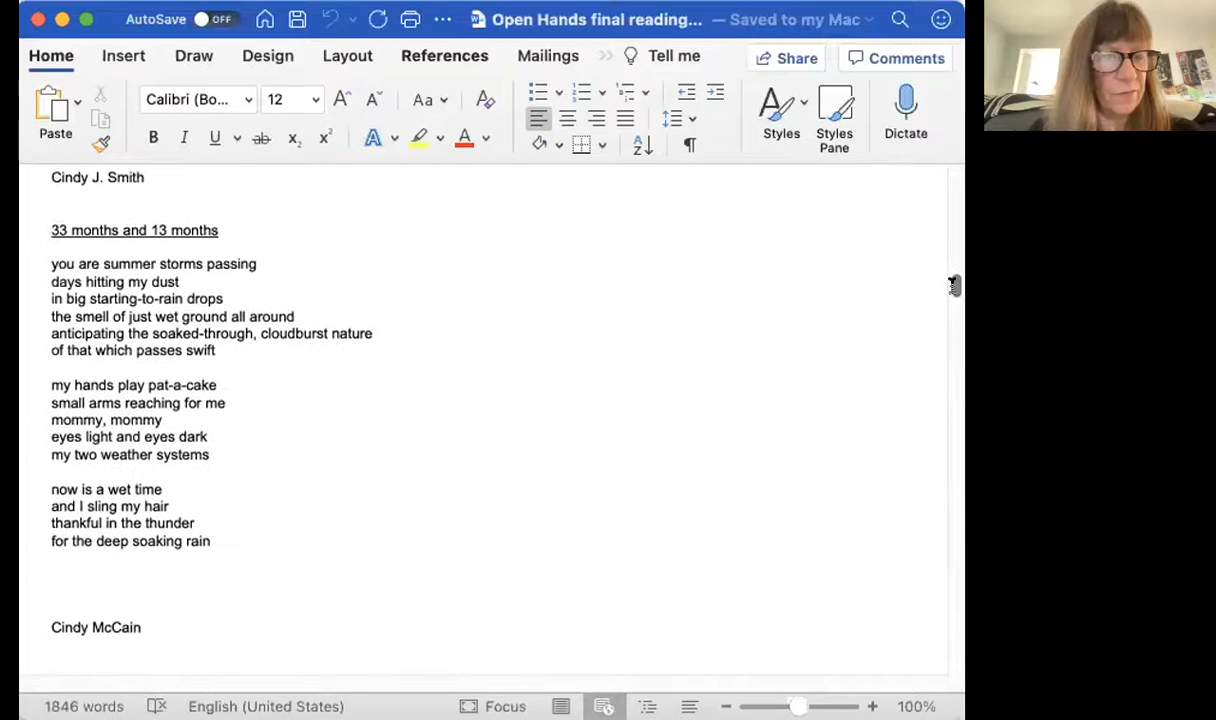 AutoSave OFF Open Hands final reading... — Saved to my Mac
Home Insert Draw Design Layout References Mailings Tell me Share Comments
Paste Calibri (Bo... 12 Aa Styles Styles Pane Dictate
Cindy J. Smith
33 months and 13 months
you are summer storms passing
days hitting my dust
in big starting-to-rain drops
the smell of just wet ground all around
anticipating the soaked-through, cloudburst nature
of that which passes swift
my hands play pat-a-cake
small arms reaching for me
mommy, mommy
eyes light and eyes dark
my two weather systems
now is a wet time
and I sling my hair
thankful in the thunder
for the deep soaking rain
Cindy McCain
1846 words English (United States) Focus 100%